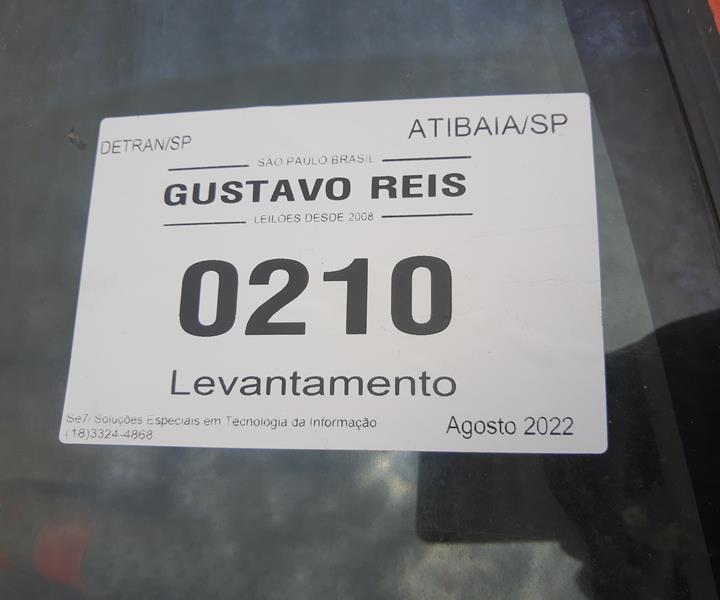 DETRAN/SP
ATIBAIA/SP
SÃO PAULO BRASIL
GUSTAVO REIS
LEILÕES DESDE 2008
0210
Levantamento
Se7i Soluções Especiais em Tecnologia da Informação
(18)3324-4868
Agosto 2022